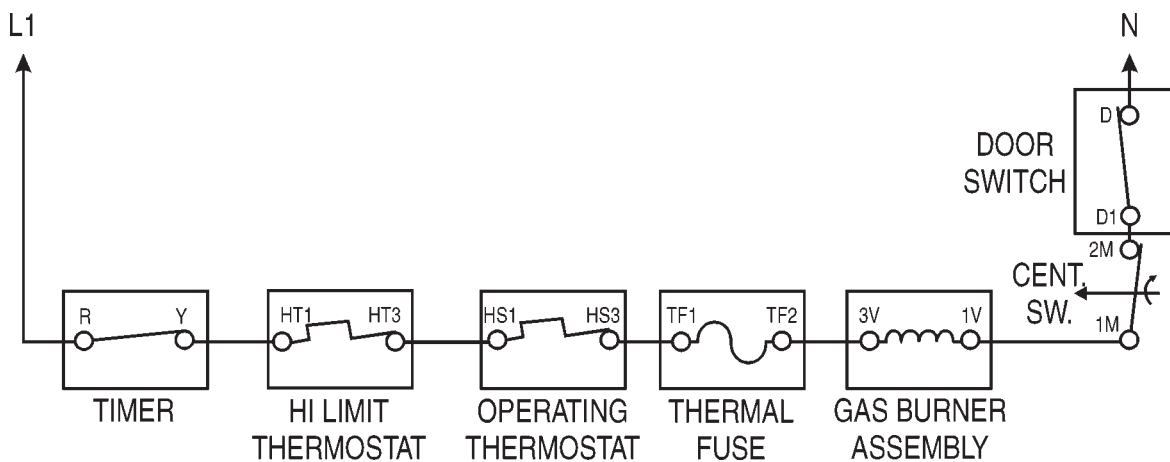 L1
N
D
DOOR
SWITCH
D1
2M
CENT.
SW.
1M
R
Y
HT1
HT3
HS1
HS3
TF1
TF2
3V
1V
TIMER
HI LIMIT
THERMOSTAT
OPERATING
THERMOSTAT
THERMAL
FUSE
GAS BURNER
ASSEMBLY